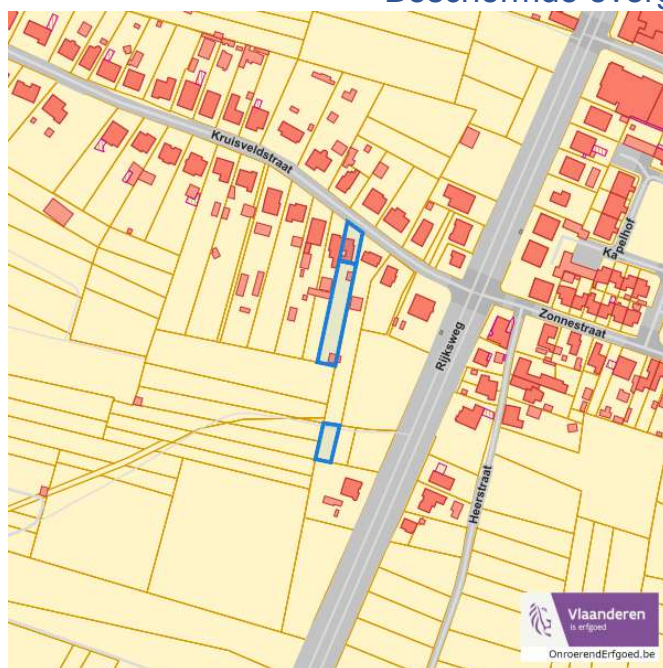 Kruisveldstraat
Kapelhof
Zonnestraat
Rijksweg
Heerstraat
Vlaanderen
is erfgoed
OnroerendErfgoed.be